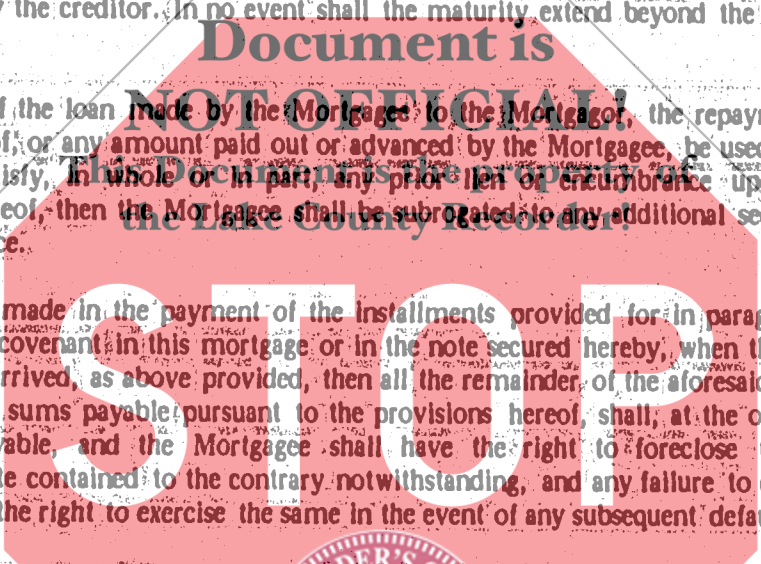 the creditor. In no event shall the maturity extend beyond the
Document is
NOT OFFICIAL!
the loan made by the Mortgagee to the Mortgagor, the repay
or any amount paid out or advanced by the Mortgagee, be used
This Document is the property of
isfy, in whole or in part, any prior lien or encumbrance up
eof, then the Mortgagee shall be subrogated to any additional se
the Lake County Recorder!
ce.
STOP
made in the payment of the installments provided for in parag
covenant in this mortgage or in the note secured hereby, when th
rrived, as above provided, then all the remainder of the aforesaid
sums payable pursuant to the provisions hereof, shall, at the o
yable, and the Mortgagee shall have the right to foreclose
e contained to the contrary notwithstanding, and any failure to
the right to exercise the same in the event of any subsequent defa
DER'S